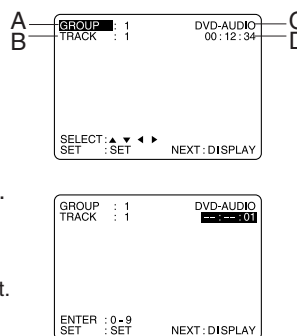 A GROUP : 1 DVD-AUDIO C
B TRACK : 1 00:12:34 D
SELECT : ▲ ▼ ◀ ▶
SET : SET NEXT : DISPLAY
.
GROUP : 1 DVD-AUDIO
TRACK : 1 --:--:01
t.
ENTER : 0-9
SET : SET NEXT : DISPLAY